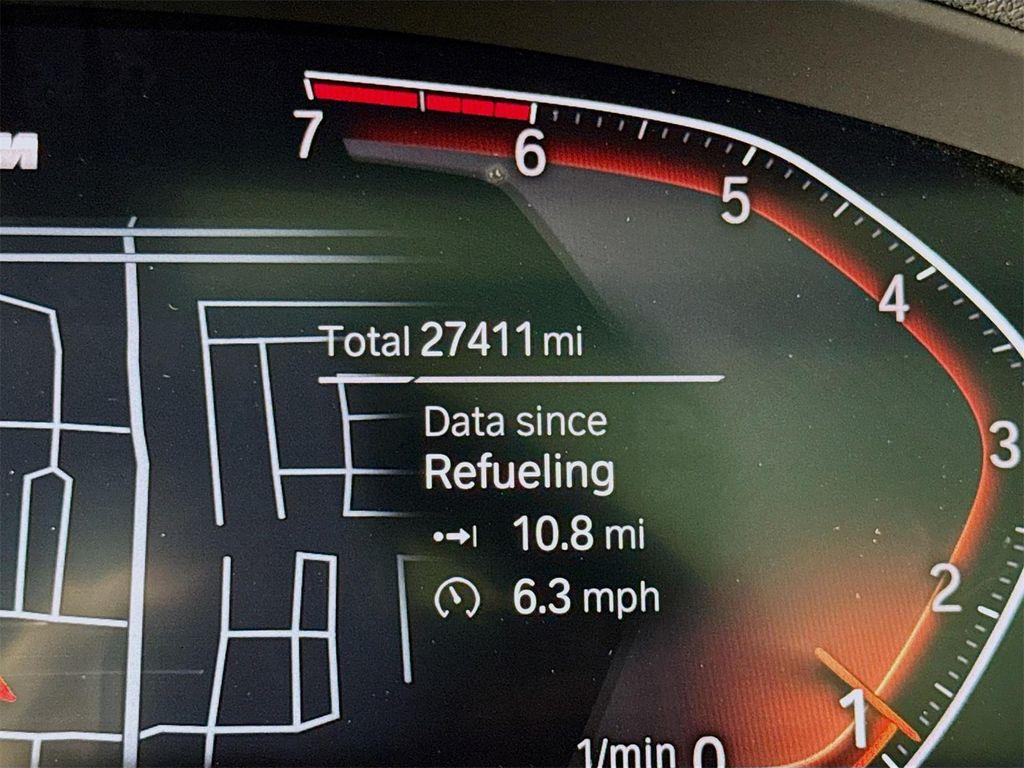 7
6
5
4
Total 27411 mi
Data since
3
Refueling
10.8 mi
2
6.3 mph
1
1/min 0